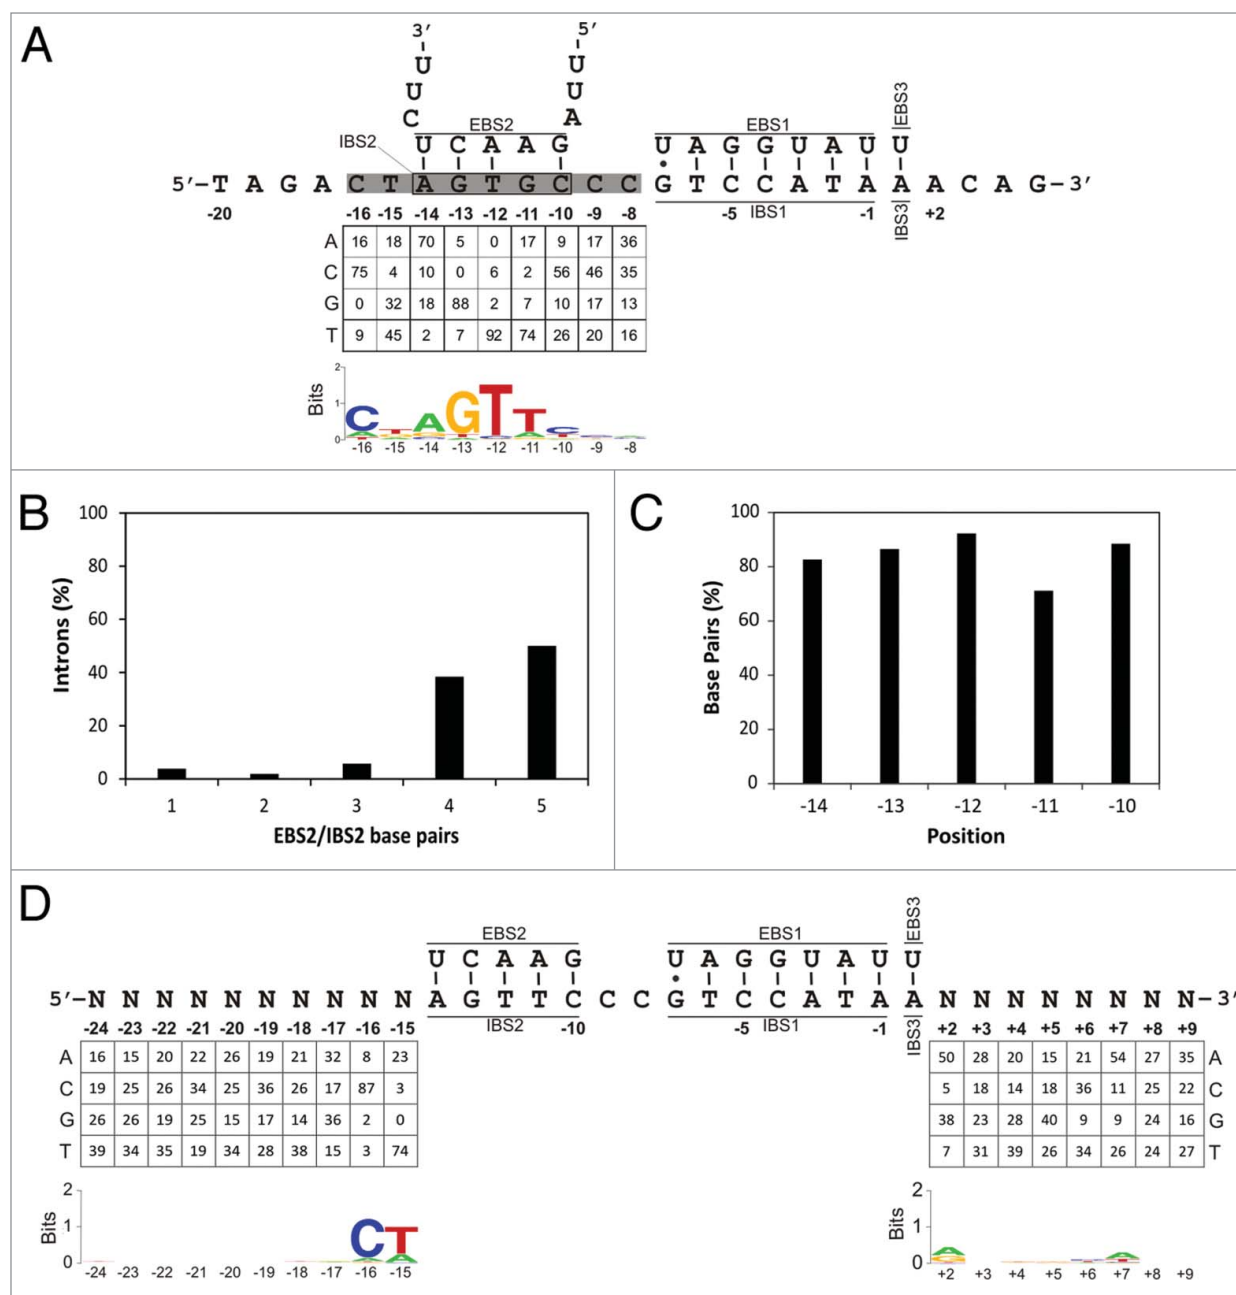 A
3′ 5′
U U
U U
C A
EBS2 EBS1 EBS3
IBS2 U C A A G U A G G U A U U
5′–T A G A C T A G T G C C C G T C C A T A A A C A G–3′
-20 -16 -15 -14 -13 -12 -11 -10 -9 -8 -5 IBS1 -1 IBS3 +2
A 16 18 70 5 0 17 9 17 36
C 75 4 10 0 6 2 56 46 35
G 0 32 18 88 2 7 10 17 13
T 9 45 2 7 92 74 26 20 16
Bits
2
1
0
C T A G T T C
-16 -15 -14 -13 -12 -11 -10 -9 -8
B
Introns (%)
100
80
60
40
20
0
1 2 3 4 5
EBS2/IBS2 base pairs
C
Base Pairs (%)
100
80
60
40
20
0
-14 -13 -12 -11 -10
Position
D
EBS2 EBS1 EBS3
U C A A G U A G G U A U U
5′–N N N N N N N N N N A G T T C C C G T C C A T A A N N N N N N N N–3′
-24 -23 -22 -21 -20 -19 -18 -17 -16 -15 IBS2 -10 -5 IBS1 -1 IBS3 +2 +3 +4 +5 +6 +7 +8 +9
A 16 15 20 22 26 19 21 32 8 23 50 28 20 15 21 54 27 35 A
C 19 25 26 34 25 36 26 17 87 3 5 18 14 18 36 11 25 22 C
G 26 26 19 25 15 17 14 36 2 0 38 23 28 40 9 9 24 16 G
T 39 34 35 19 34 28 38 15 3 74 7 31 39 26 34 26 24 27 T
Bits
2
1
0
C T
A
-24 -23 -22 -21 -20 -19 -18 -17 -16 -15
Bits
2
1
0
A A
G
+2 +3 +4 +5 +6 +7 +8 +9